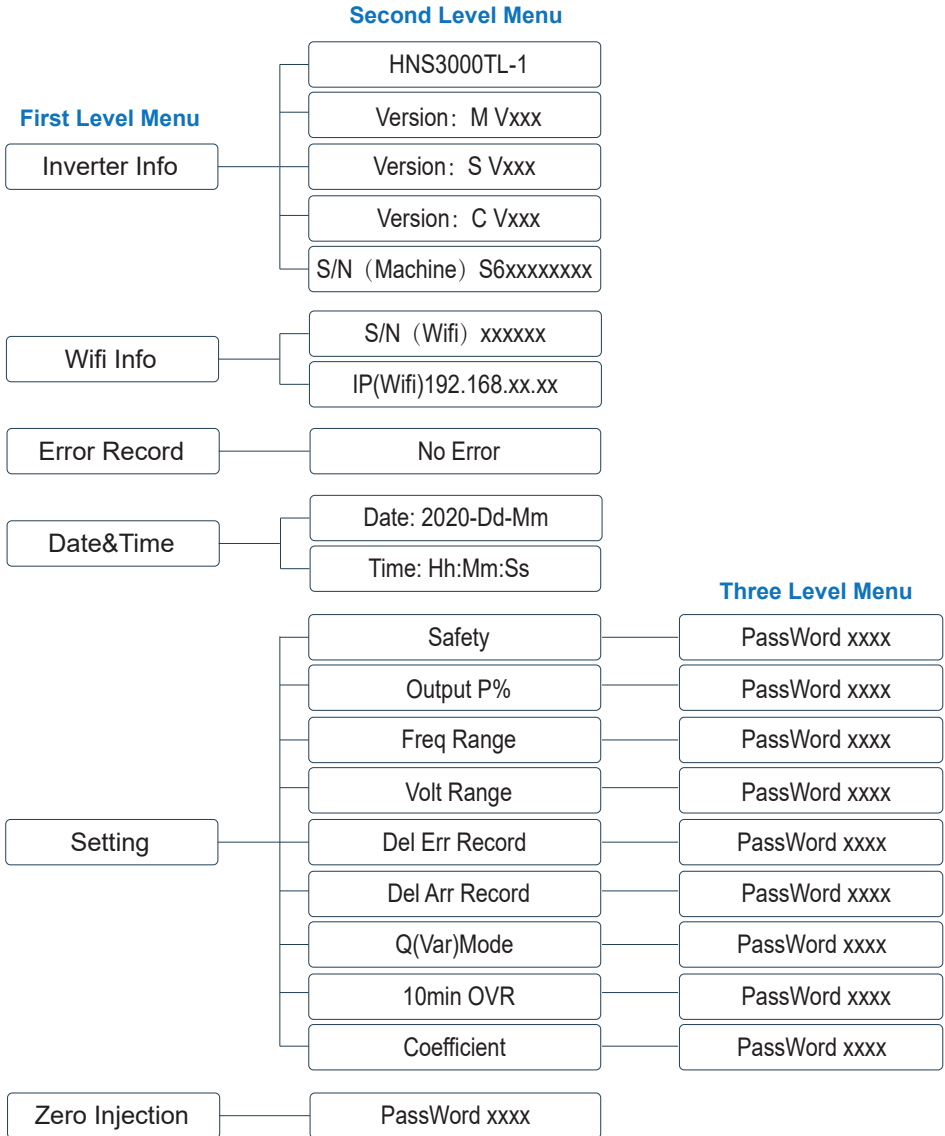 Second Level Menu
First Level Menu
Inverter Info
HNS3000TL-1
Version：M Vxxx
Version：S Vxxx
Version：C Vxxx
S/N（Machine）S6xxxxxxxx
Wifi Info
S/N（Wifi）xxxxxx
IP(Wifi)192.168.xx.xx
Error Record
No Error
Date&Time
Date: 2020-Dd-Mm
Time: Hh:Mm:Ss
Three Level Menu
Setting
Safety
PassWord xxxx
Output P%
PassWord xxxx
Freq Range
PassWord xxxx
Volt Range
PassWord xxxx
Del Err Record
PassWord xxxx
Del Arr Record
PassWord xxxx
Q(Var)Mode
PassWord xxxx
10min OVR
PassWord xxxx
Coefficient
PassWord xxxx
Zero Injection
PassWord xxxx